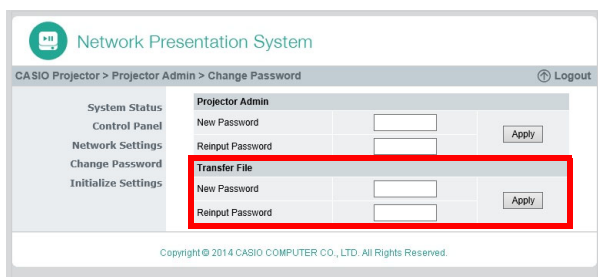 Network Presentation System
CASIO Projector > Projector Admin > Change Password
Logout
System Status
Control Panel
Network Settings
Change Password
Initialize Settings
Projector Admin
New Password
Reinput Password
Apply
Transfer File
New Password
Reinput Password
Apply
Copyright © 2014 CASIO COMPUTER CO., LTD. All Rights Reserved.